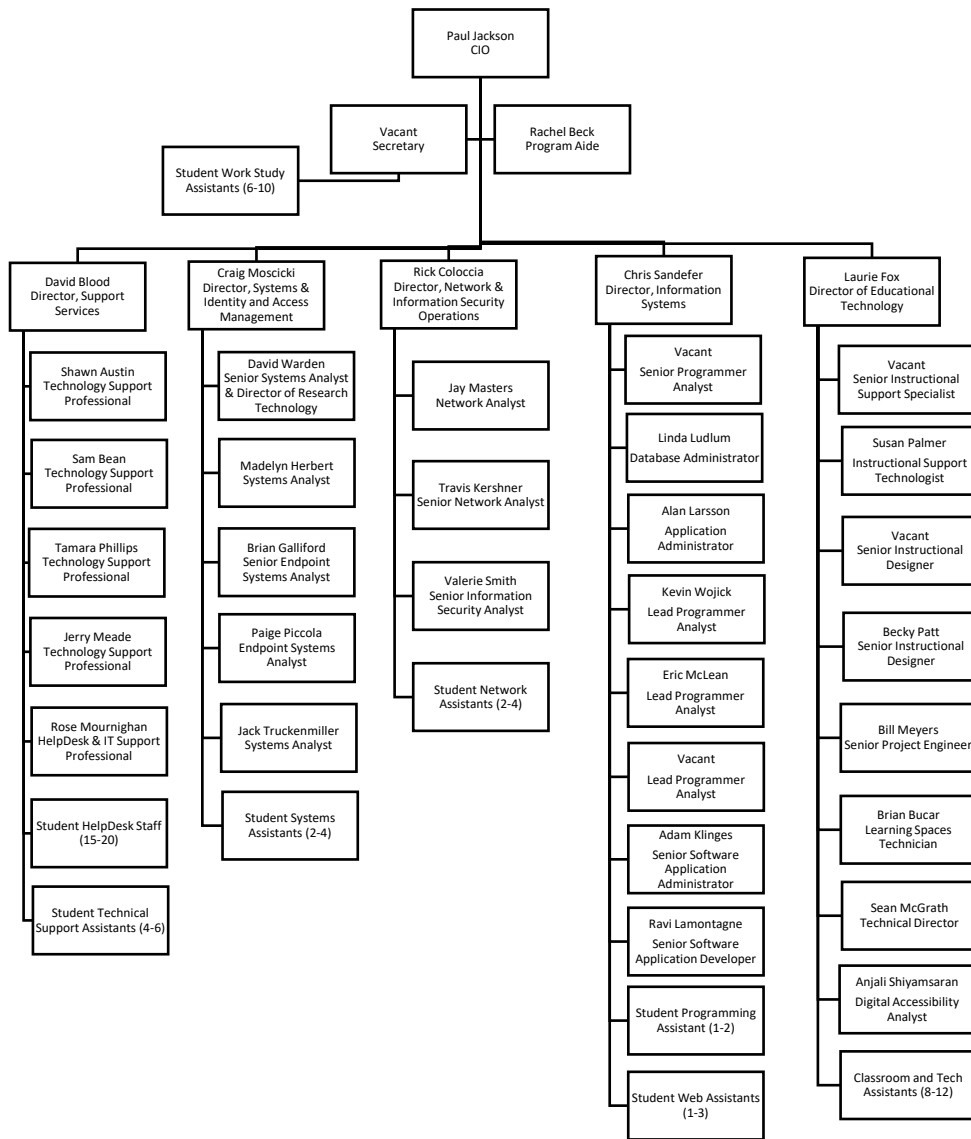 Paul Jackson
CIO
Vacant
Secretary
Rachel Beck
Program Aide
Student Work Study
Assistants (6-10)
David Blood
Director, Support
Services
Shawn Austin
Technology Support
Professional
Sam Bean
Technology Support
Professional
Tamara Phillips
Technology Support
Professional
Jerry Meade
Technology Support
Professional
Rose Mournighan
HelpDesk & IT Support
Professional
Student HelpDesk Staff
(15-20)
Student Technical
Support Assistants (4-6)
Craig Moscicki
Director, Systems &
Identity and Access
Management
David Warden
Senior Systems Analyst
& Director of Research
Technology
Madelyn Herbert
Systems Analyst
Brian Galliford
Senior Endpoint
Systems Analyst
Paige Piccola
Endpoint Systems
Analyst
Jack Truckenmiller
Systems Analyst
Student Systems
Assistants (2-4)
Rick Coloccia
Director, Network &
Information Security
Operations
Jay Masters
Network Analyst
Travis Kershner
Senior Network Analyst
Valerie Smith
Senior Information
Security Analyst
Student Network
Assistants (2-4)
Chris Sandefer
Director, Information
Systems
Vacant
Senior Programmer
Analyst
Linda Ludlum
Database Administrator
Alan Larsson
Application
Administrator
Kevin Wojick
Lead Programmer
Analyst
Eric McLean
Lead Programmer
Analyst
Vacant
Lead Programmer
Analyst
Adam Klinges
Senior Software
Application
Administrator
Ravi Lamontagne
Senior Software
Application Developer
Student Programming
Assistant (1-2)
Student Web Assistants
(1-3)
Laurie Fox
Director of Educational
Technology
Vacant
Senior Instructional
Support Specialist
Susan Palmer
Instructional Support
Technologist
Vacant
Senior Instructional
Designer
Becky Patt
Senior Instructional
Designer
Bill Meyers
Senior Project Engineer
Brian Bucar
Learning Spaces
Technician
Sean McGrath
Technical Director
Anjali Shiyamsaran
Digital Accessibility
Analyst
Classroom and Tech
Assistants (8-12)